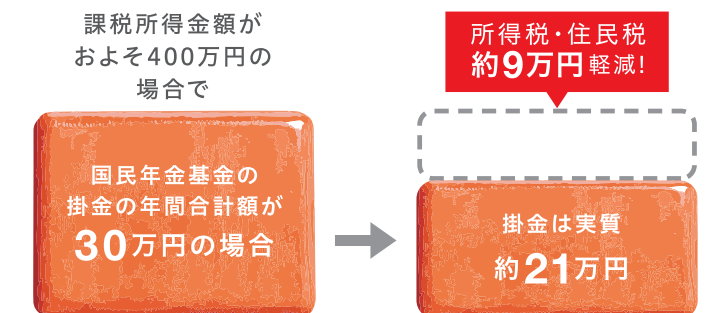 課税所得金額が
およそ400万円の
場合で
国民年金基金の
掛金の年間合計額が
30万円の場合
所得税・住民税
約9万円軽減!
掛金は実質
約21万円